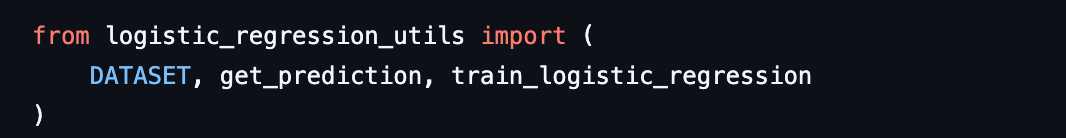 from logistic_regression_utils import (
    DATASET, get_prediction, train_logistic_regression
)